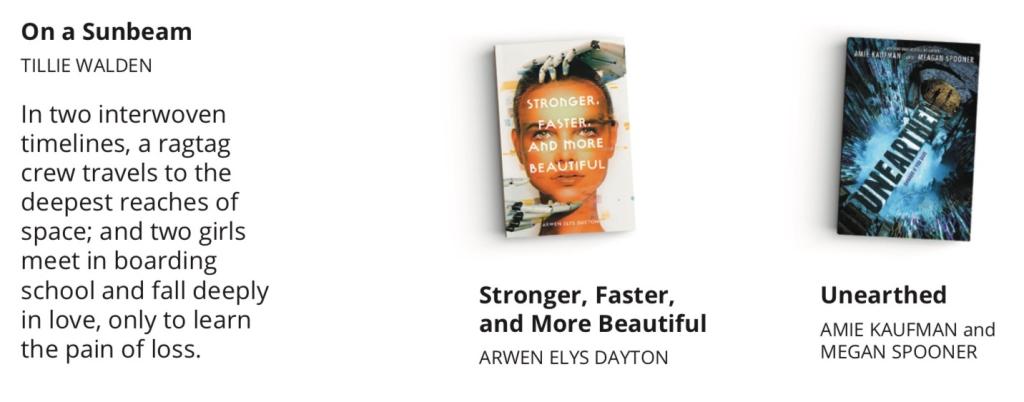 On a Sunbeam
TILLIE WALDEN
In two interwoven
timelines, a ragtag
crew travels to the
deepest reaches of
space; and two girls
meet in boarding
school and fall deeply
in love, only to learn
the pain of loss.
STRONGER,
FASTER,
AND MORE
BEAUTIFUL
ARWEN ELYS DAYTON
Stronger, Faster,
and More Beautiful
ARWEN ELYS DAYTON
AMIE KAUFMAN AND MEAGAN SPOONER
UNEARTHED
Unearthed
AMIE KAUFMAN and
MEGAN SPOONER